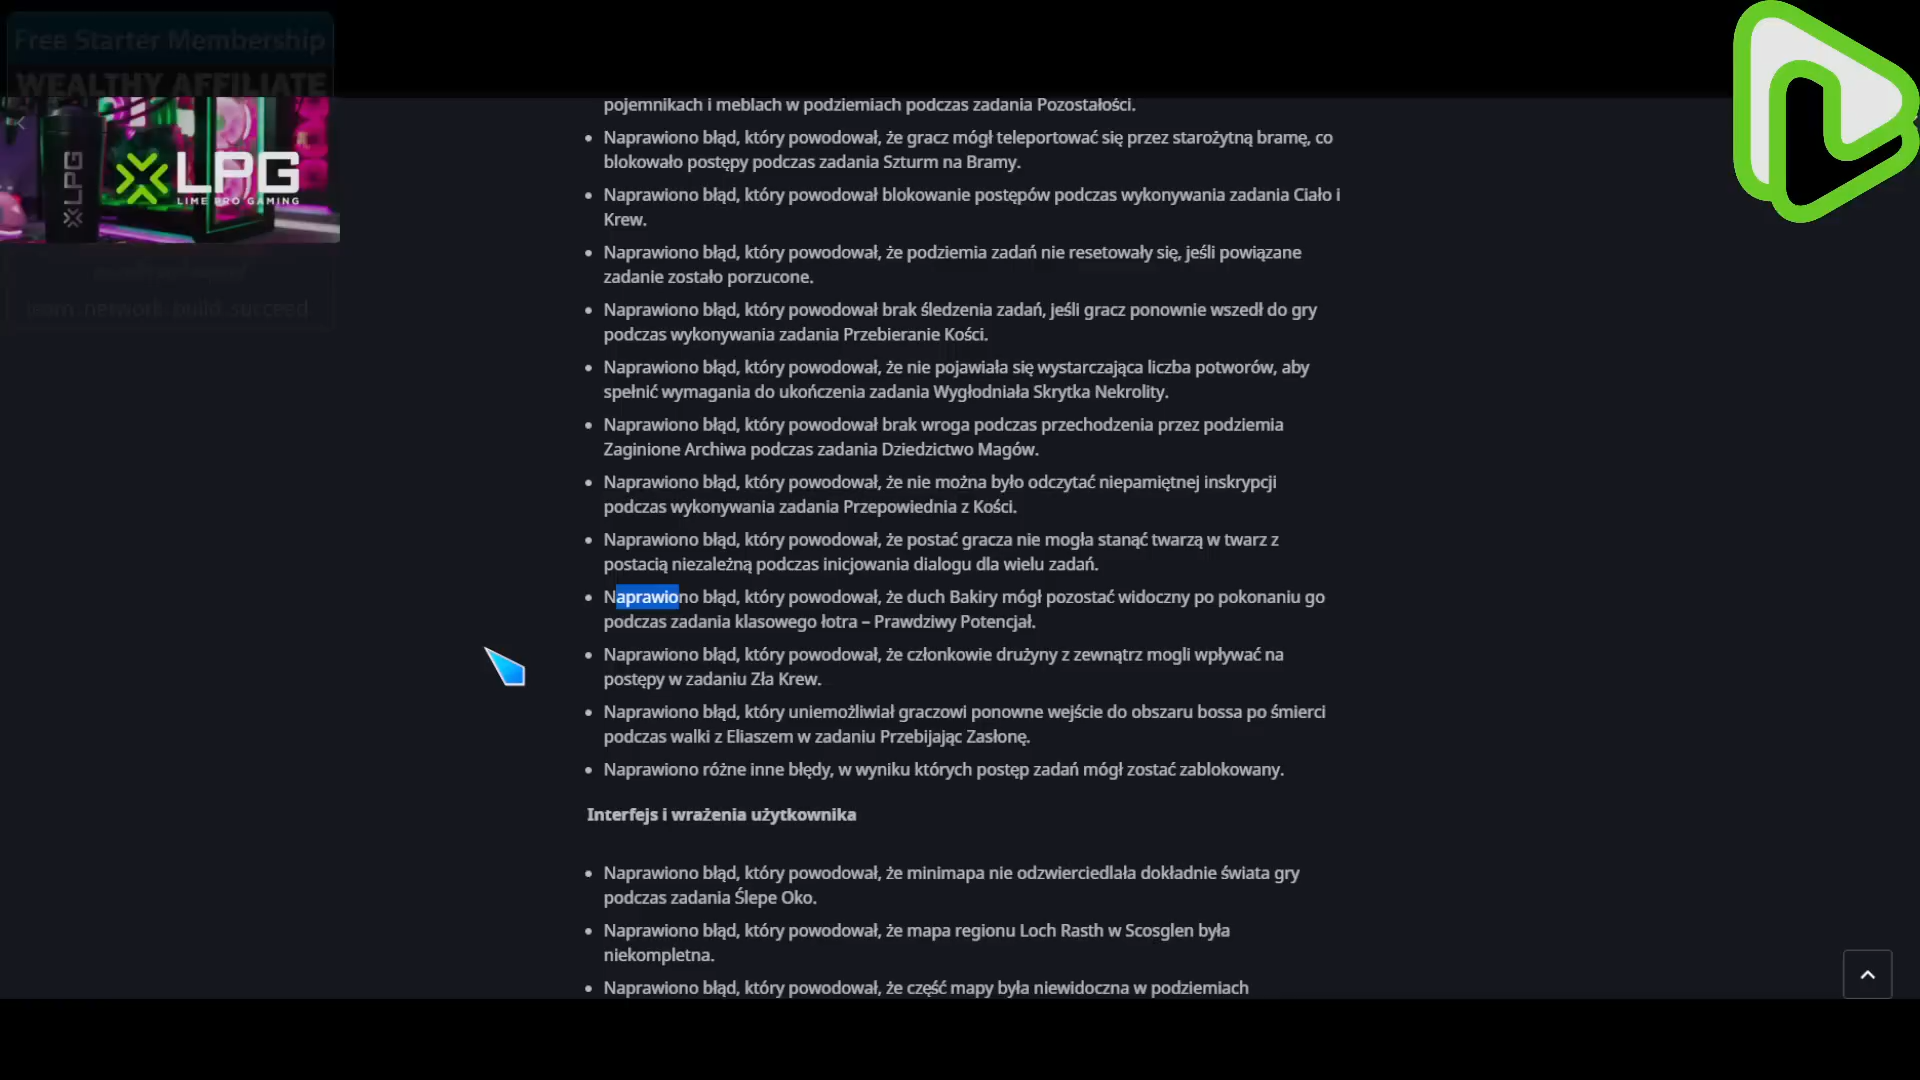 Free Starter Membership
WEALTHY AFFILIATE
LPG
LPG
LIME PRO GAMING
learn network build succeed
pojemnikach i meblach w podziemiach podczas zadania Pozostałości.
Naprawiono błąd, który powodował, że gracz mógł teleportować się przez starożytną bramę, co
blokowało postępy podczas zadania Szturm na Bramy.
Naprawiono błąd, który powodował blokowanie postępów podczas wykonywania zadania Ciało i
Krew.
Naprawiono błąd, który powodował, że podziemia zadań nie resetowały się, jeśli powiązane
zadanie zostało porzucone.
Naprawiono błąd, który powodował brak śledzenia zadań, jeśli gracz ponownie wszedł do gry
podczas wykonywania zadania Przebieranie Kości.
Naprawiono błąd, który powodował, że nie pojawiała się wystarczająca liczba potworów, aby
spełnić wymagania do ukończenia zadania Wygłodniała Skrytka Nekrolity.
Naprawiono błąd, który powodował brak wroga podczas przechodzenia przez podziemia
Zaginione Archiwa podczas zadania Dziedzictwo Magów.
Naprawiono błąd, który powodował, że nie można było odczytać niepamiętnej inskrypcji
podczas wykonywania zadania Przepowiednia z Kości.
Naprawiono błąd, który powodował, że postać gracza nie mogła stanąć twarzą w twarz z
postacią niezależną podczas inicjowania dialogu dla wielu zadań.
Naprawiono błąd, który powodował, że duch Bakiry mógł pozostać widoczny po pokonaniu go
podczas zadania klasowego łotra – Prawdziwy Potencjał.
Naprawiono błąd, który powodował, że członkowie drużyny z zewnątrz mogli wpływać na
postępy w zadaniu Zła Krew.
Naprawiono błąd, który uniemożliwiał graczowi ponowne wejście do obszaru bossa po śmierci
podczas walki z Eliaszem w zadaniu Przebijając Zasłonę.
Naprawiono różne inne błędy, w wyniku których postęp zadań mógł zostać zablokowany.
Interfejs i wrażenia użytkownika
Naprawiono błąd, który powodował, że minimapa nie odzwierciedlała dokładnie świata gry
podczas zadania Ślepe Oko.
Naprawiono błąd, który powodował, że mapa regionu Loch Rasth w Scosglen była
niekompletna.
Naprawiono błąd, który powodował, że część mapy była niewidoczna w podziemiach